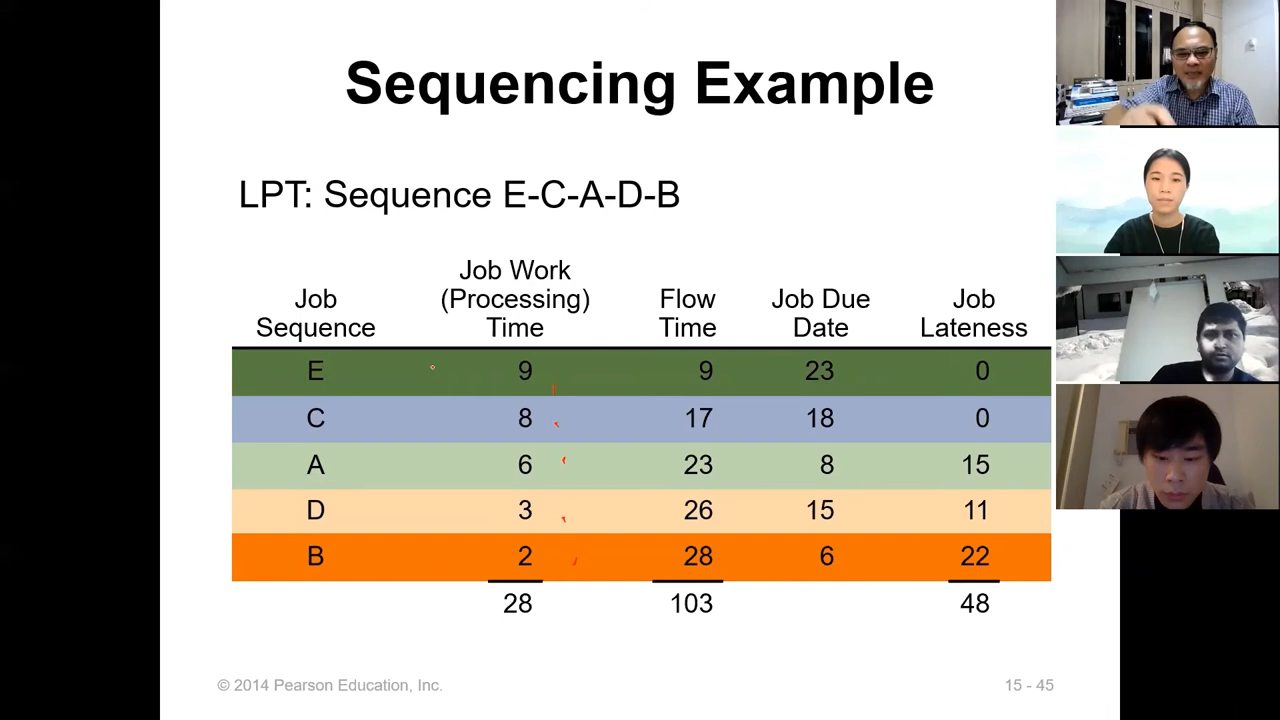 Sequencing Example
LPT: Sequence E-C-A-D-B
Job Sequence Job Work (Processing) Time Flow Time Job Due Date Job Lateness
E 9 9 23 0
C 8 17 18 0
A 6 23 8 15
D 3 26 15 11
B 2 28 6 22
28 103 48
© 2014 Pearson Education, Inc. 15 - 45